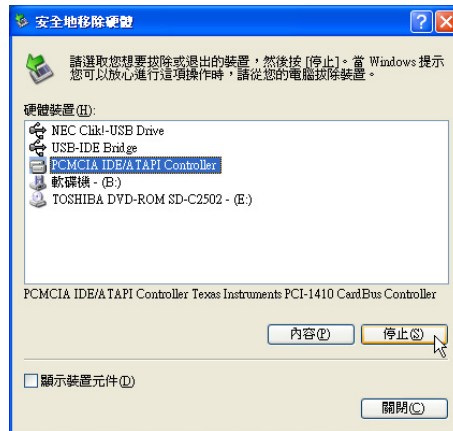 安全地移除硬體
請選取您想要拔除或退出的裝置，然後按 [停止]。當 Windows 提示
您可以放心進行這項操作時，請從您的電腦拔除裝置。
硬體裝置(H):
NEC Clik!-USB Drive
USB-IDE Bridge
PCMCIA IDE/ATAPI Controller
軟碟機 - (B:)
TOSHIBA DVD-ROM SD-C2502 - (E:)
PCMCIA IDE/ATAPI Controller Texas Instruments PCI-1410 CardBus Controller
內容(P)
停止(S)
顯示裝置元件(D)
關閉(C)